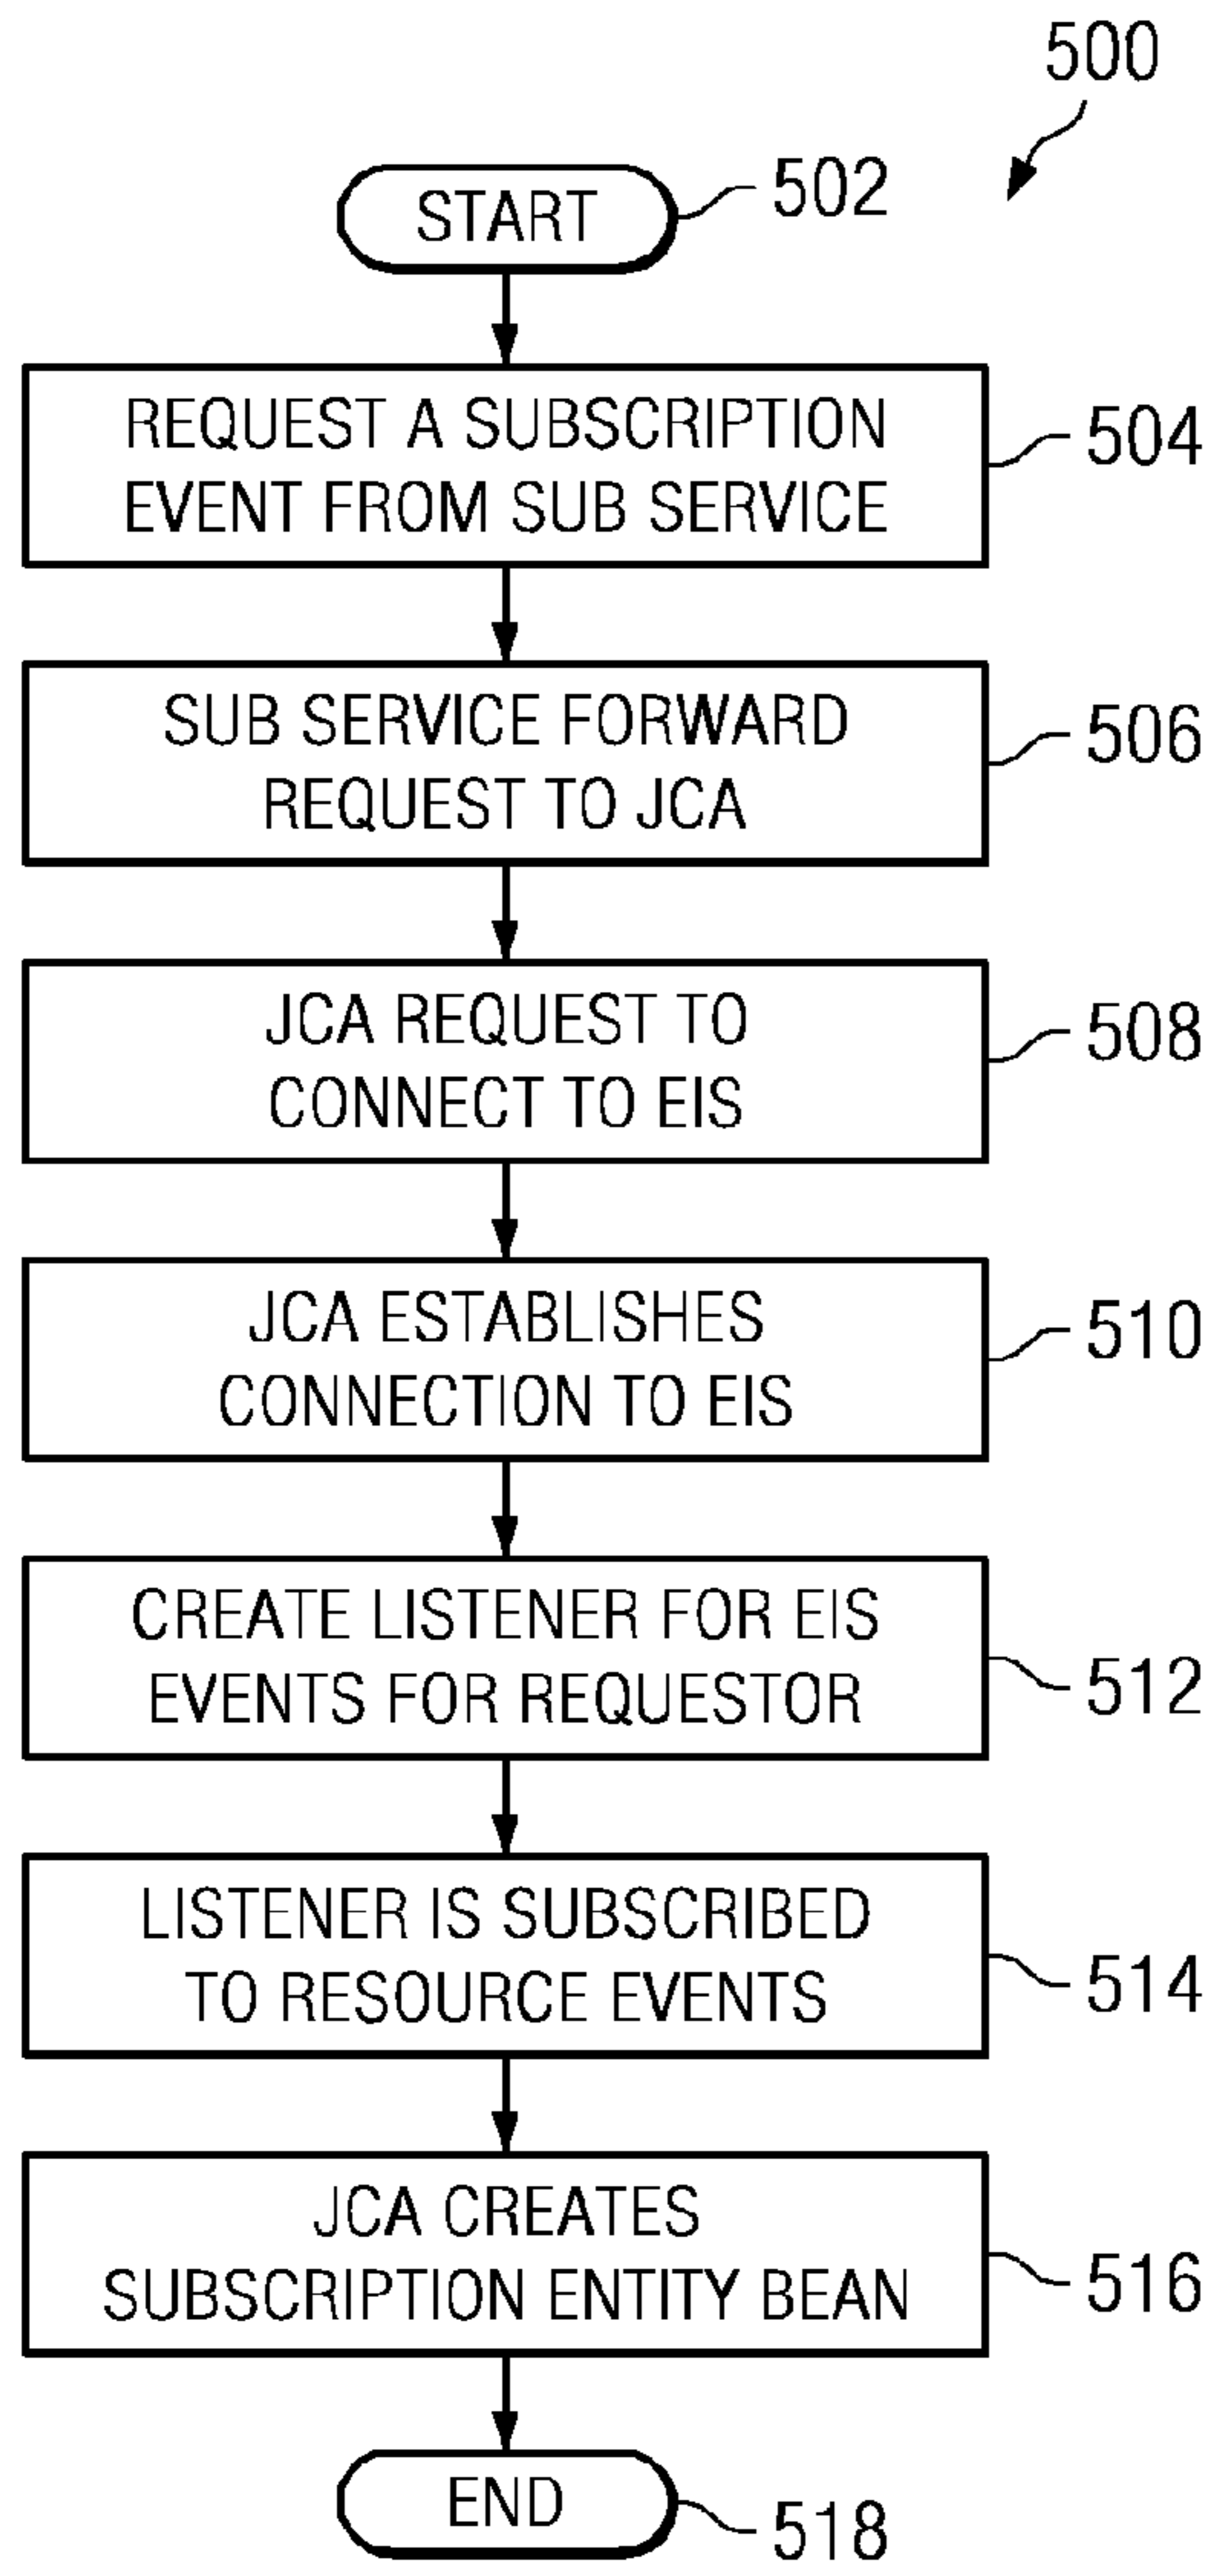 500
START
502
REQUEST A SUBSCRIPTION
EVENT FROM SUB SERVICE
504
SUB SERVICE FORWARD
REQUEST TO JCA
506
JCA REQUEST TO
CONNECT TO EIS
508
JCA ESTABLISHES
CONNECTION TO EIS
510
CREATE LISTENER FOR EIS
EVENTS FOR REQUESTOR
512
LISTENER IS SUBSCRIBED
TO RESOURCE EVENTS
514
JCA CREATES
SUBSCRIPTION ENTITY BEAN
516
END
518